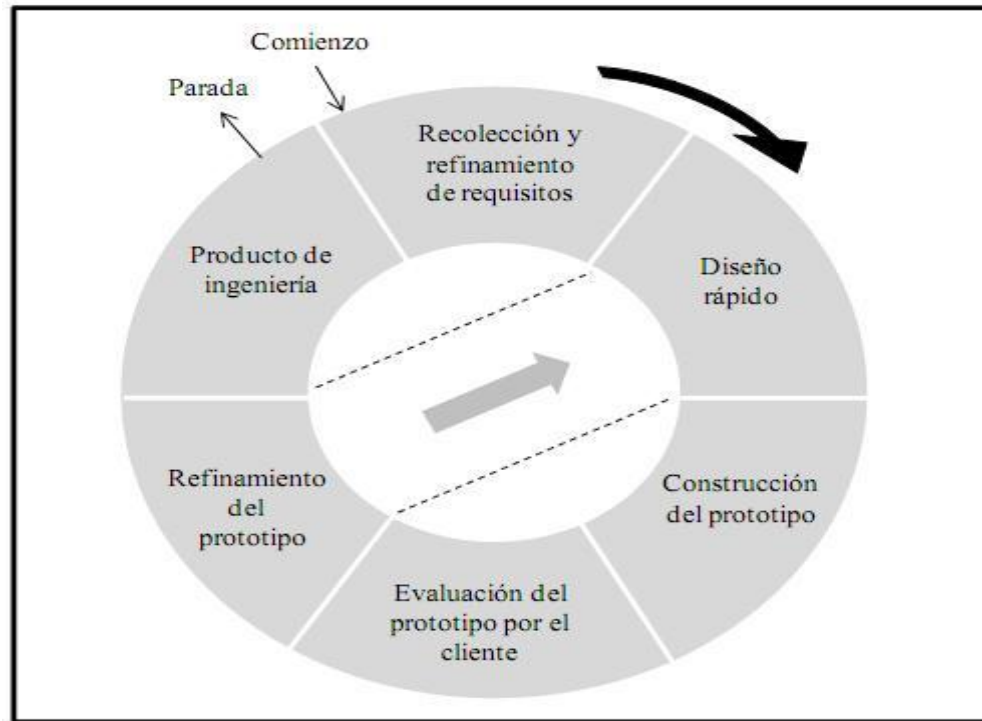 Comienzo
Parada
Recolección y
refinamiento
de requisitos
Diseño
rápido
Construcción
del prototipo
Evaluación del
prototipo por el
cliente
Refinamiento
del
prototipo
Producto de
ingeniería